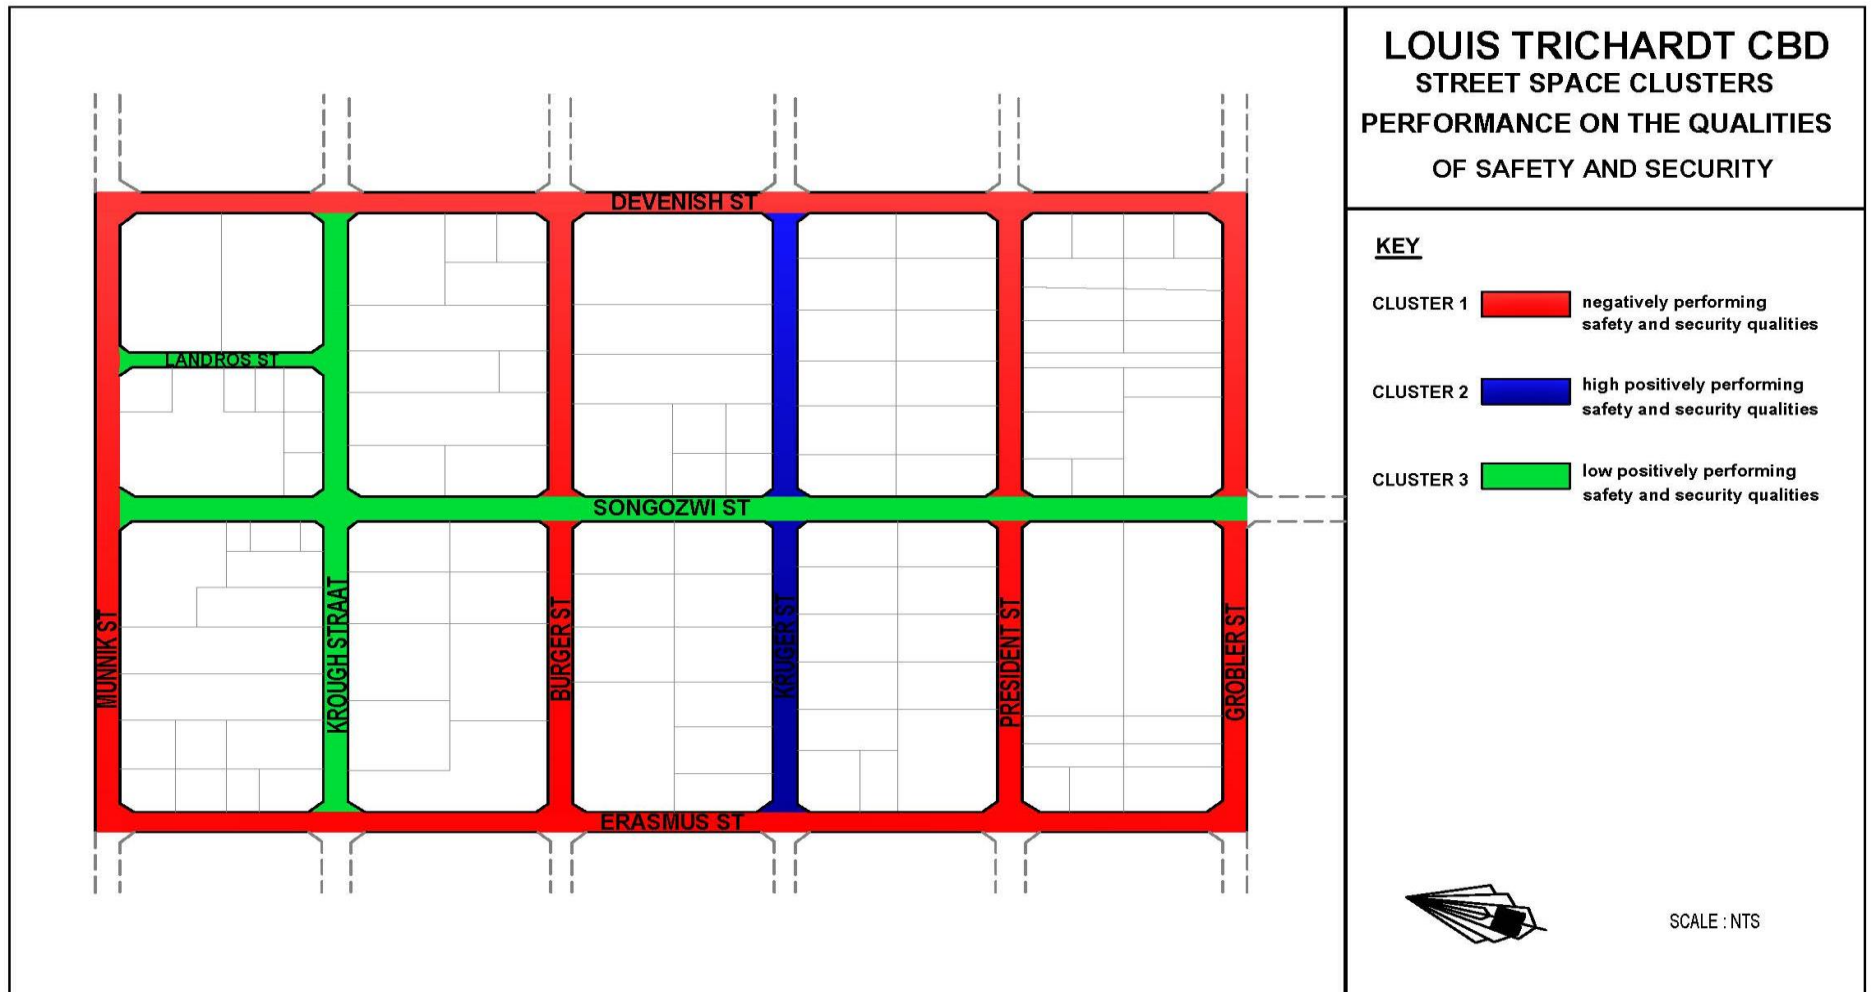 LOUIS TRICHARDT CBD
STREET SPACE CLUSTERS
PERFORMANCE ON THE QUALITIES
OF SAFETY AND SECURITY
KEY
CLUSTER 1
negatively performing
safety and security qualities
CLUSTER 2
high positively performing
safety and security qualities
CLUSTER 3
low positively performing
safety and security qualities
DEVENISH ST
LANDROS ST
SONGOZWI ST
MUNNIK ST
KROUGH STRAAT
BURGER ST
KRUGER ST
PRESIDENT ST
GROBLER ST
ERASMUS ST
SCALE : NTS